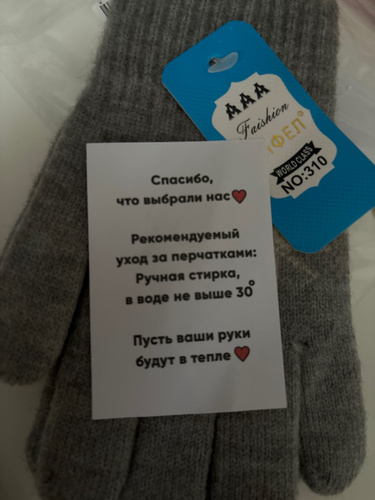 AAA
Faishion
WORLD CLASS
NO:310
Спасибо,
что выбрали нас❤
Рекомендуемый
уход за перчатками:
Ручная стирка,
в воде не выше 30°
Пусть ваши руки
будут в тепле❤